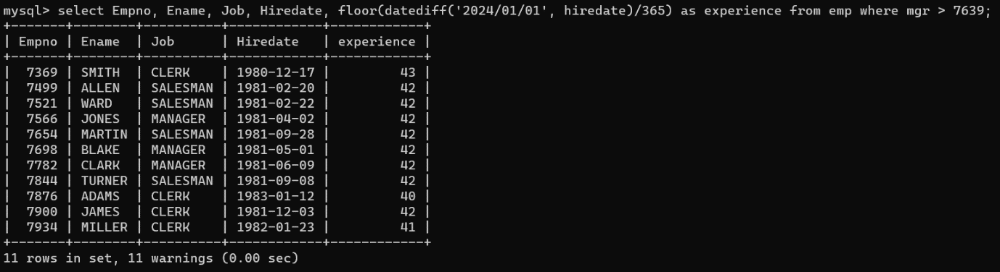 mysql> select Empno, Ename, Job, Hiredate, floor(datediff('2024/01/01', hiredate)/365) as experience from emp where mgr > 7639;
+-------+--------+----------+------------+------------+
| Empno | Ename  | Job      | Hiredate   | experience |
+-------+--------+----------+------------+------------+
|  7369 | SMITH  | CLERK    | 1980-12-17 |         43 |
|  7499 | ALLEN  | SALESMAN | 1981-02-20 |         42 |
|  7521 | WARD   | SALESMAN | 1981-02-22 |         42 |
|  7566 | JONES  | MANAGER  | 1981-04-02 |         42 |
|  7654 | MARTIN | SALESMAN | 1981-09-28 |         42 |
|  7698 | BLAKE  | MANAGER  | 1981-05-01 |         42 |
|  7782 | CLARK  | MANAGER  | 1981-06-09 |         42 |
|  7844 | TURNER | SALESMAN | 1981-09-08 |         42 |
|  7876 | ADAMS  | CLERK    | 1983-01-12 |         40 |
|  7900 | JAMES  | CLERK    | 1981-12-03 |         42 |
|  7934 | MILLER | CLERK    | 1982-01-23 |         41 |
+-------+--------+----------+------------+------------+
11 rows in set, 11 warnings (0.00 sec)